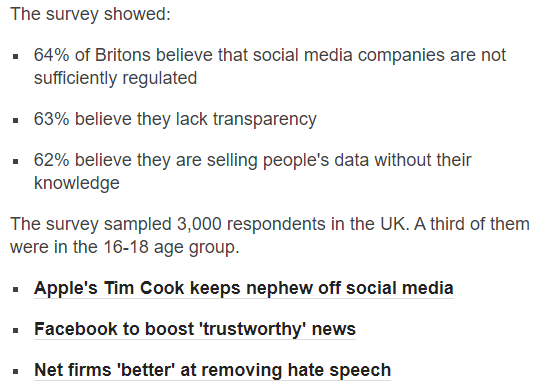 The survey showed:
64% of Britons believe that social media companies are not
sufficiently regulated
63% believe they lack transparency
62% believe they are selling people's data without their
knowledge
The survey sampled 3,000 respondents in the UK. A third of them
were in the 16-18 age group.
Apple's Tim Cook keeps nephew off social media
Facebook to boost 'trustworthy' news
Net firms 'better' at removing hate speech